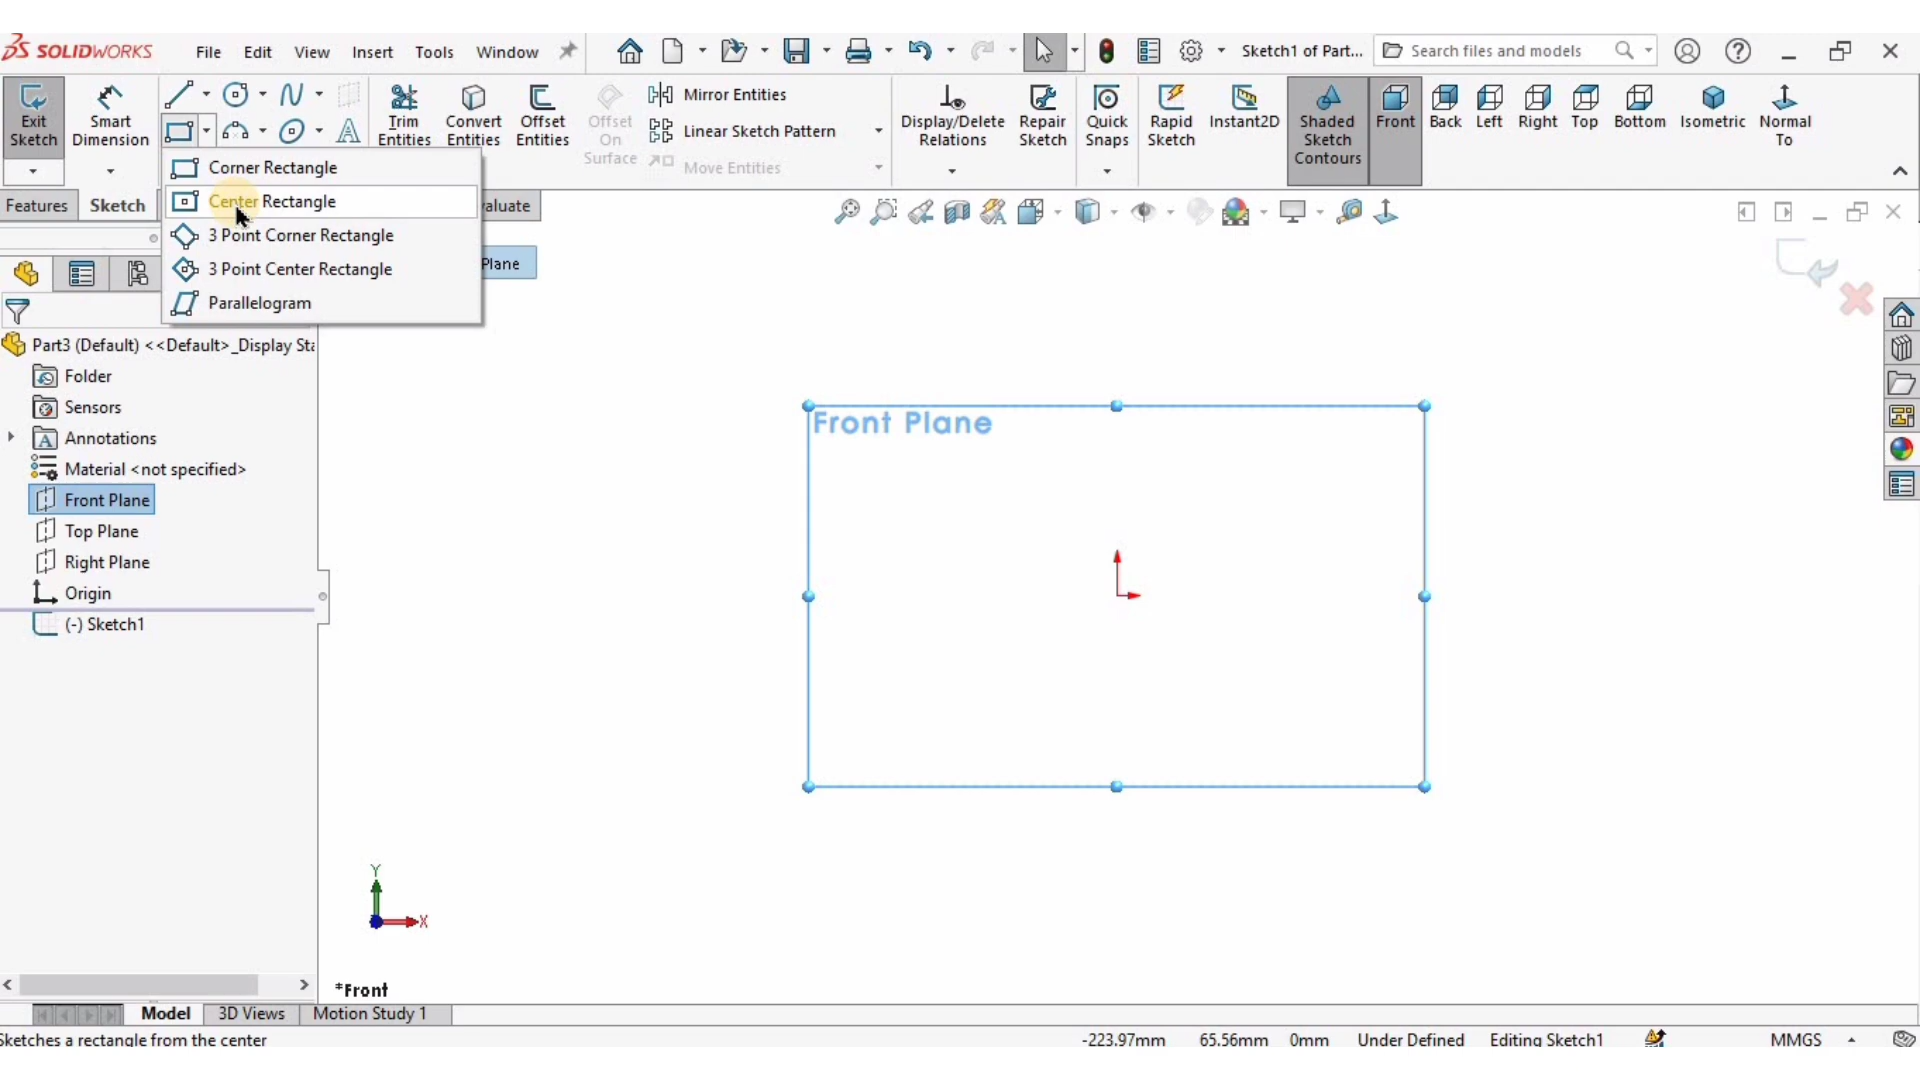 SOLIDWORKS File Edit View Insert Tools Window Sketch1 of Part... Search files and models
Exit Sketch
Smart Dimension
Trim Entities
Convert Entities
Offset Entities
Offset On Surface
Mirror Entities
Linear Sketch Pattern
Move Entities
Display/Delete Relations
Repair Sketch
Quick Snaps
Rapid Sketch
Instant2D
Shaded Sketch Contours
Front Back Left Right Top Bottom Isometric
Normal To
Corner Rectangle
Center Rectangle
3 Point Corner Rectangle
3 Point Center Rectangle
Parallelogram
Features Sketch valuate
Plane
Part3 (Default) <<Default>_Display Sta
Folder
Sensors
Annotations
Material <not specified>
Front Plane
Top Plane
Right Plane
Origin
(-) Sketch1
Front Plane
Y
X
*Front
Model 3D Views Motion Study 1
Sketches a rectangle from the center -223.97mm 65.56mm 0mm Under Defined Editing Sketch1 MMGS